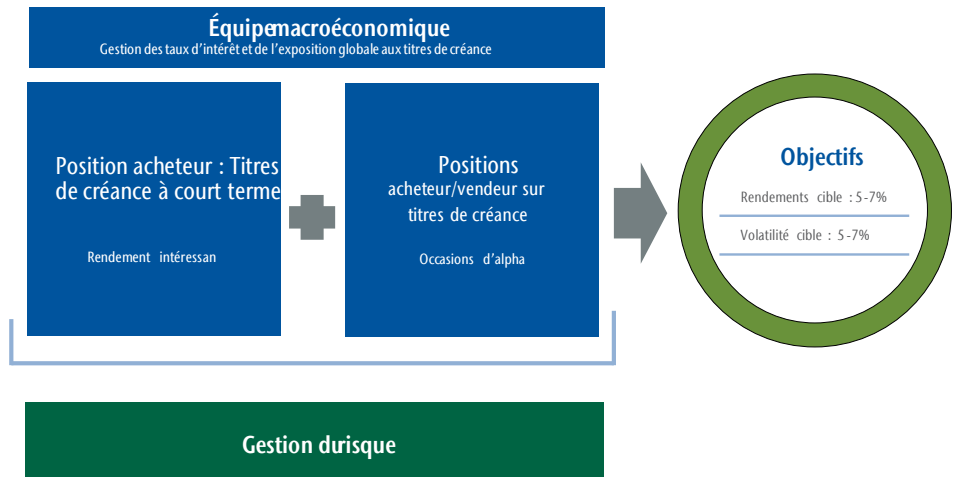 Équipemacroéconomique
Gestion des taux d'intérêt et de l'exposition globale aux titres de créance
Position acheteur : Titres
de créance à court terme
Rendement intéressan
Positions
acheteur/vendeur sur
titres de créance
Occasions d'alpha
Objectifs
Rendements cible : 5-7%
Volatilité cible : 5-7%
Gestion durisque